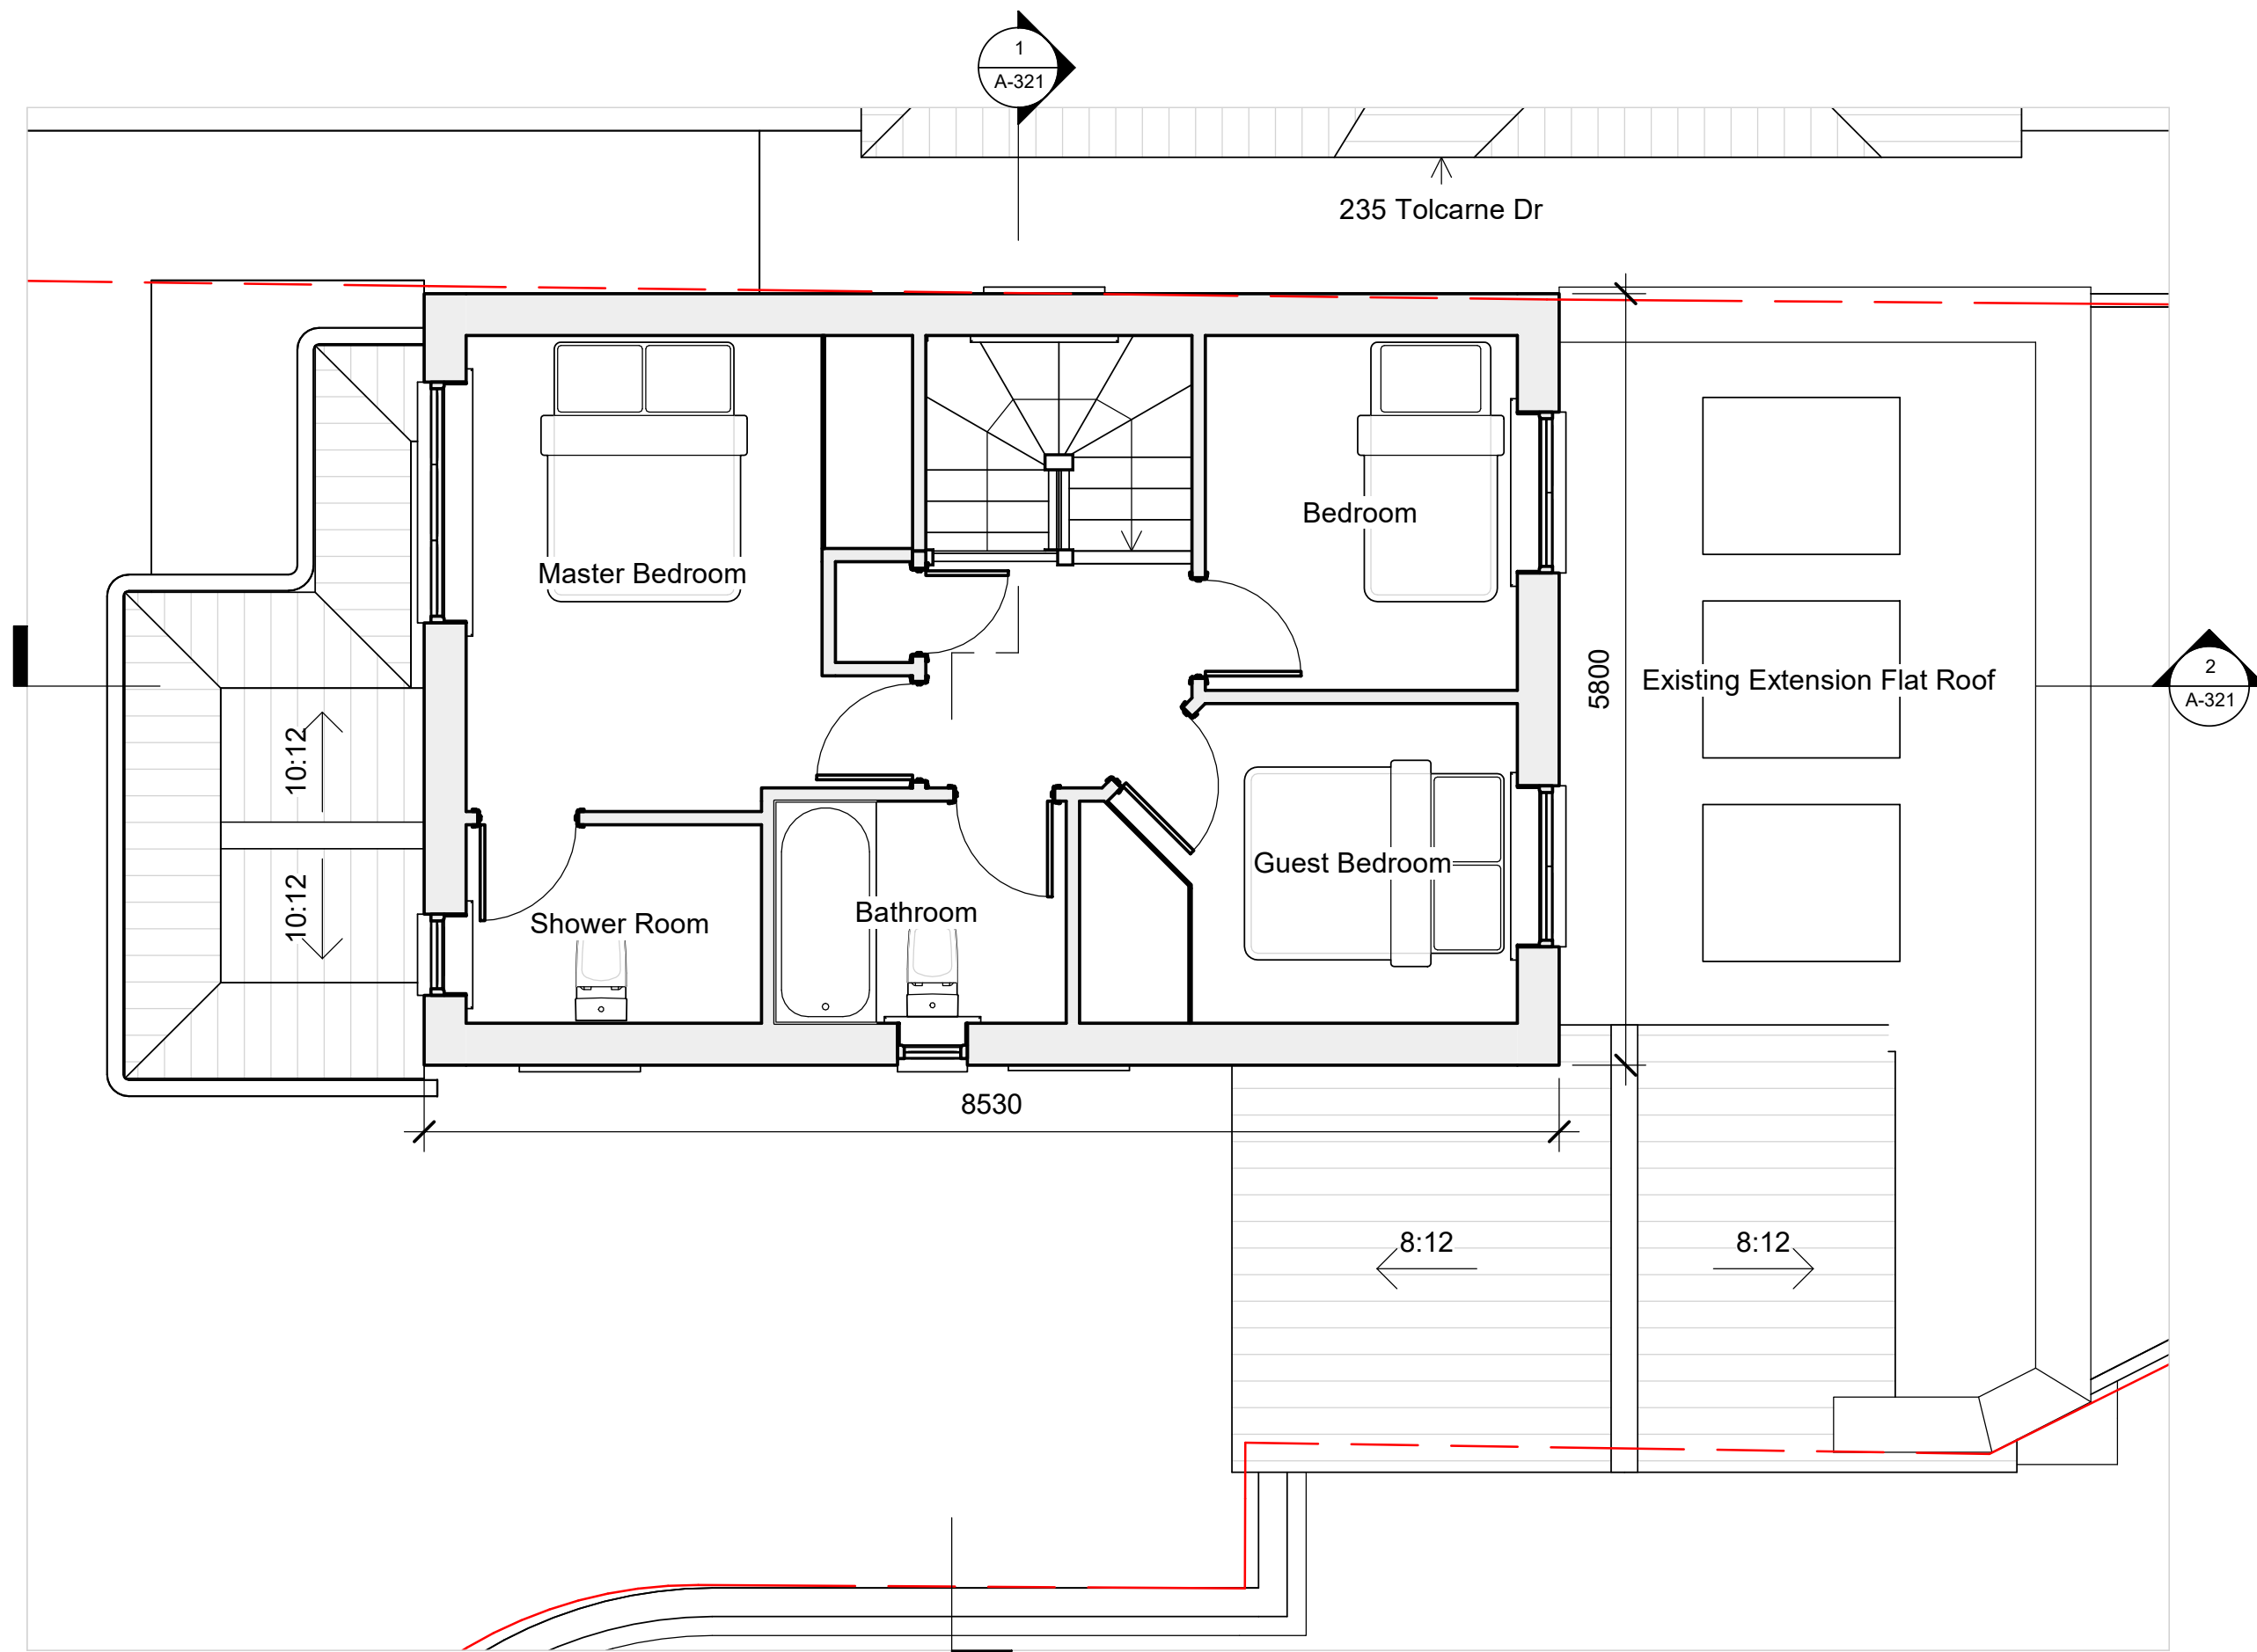 1
A-321
235 Tolcarne Dr
Bedroom
Master Bedroom
5800
Existing Extension Flat Roof
2
A-321
10:12
10:12
Guest Bedroom
Bathroom
Shower Room
8530
8:12
8:12